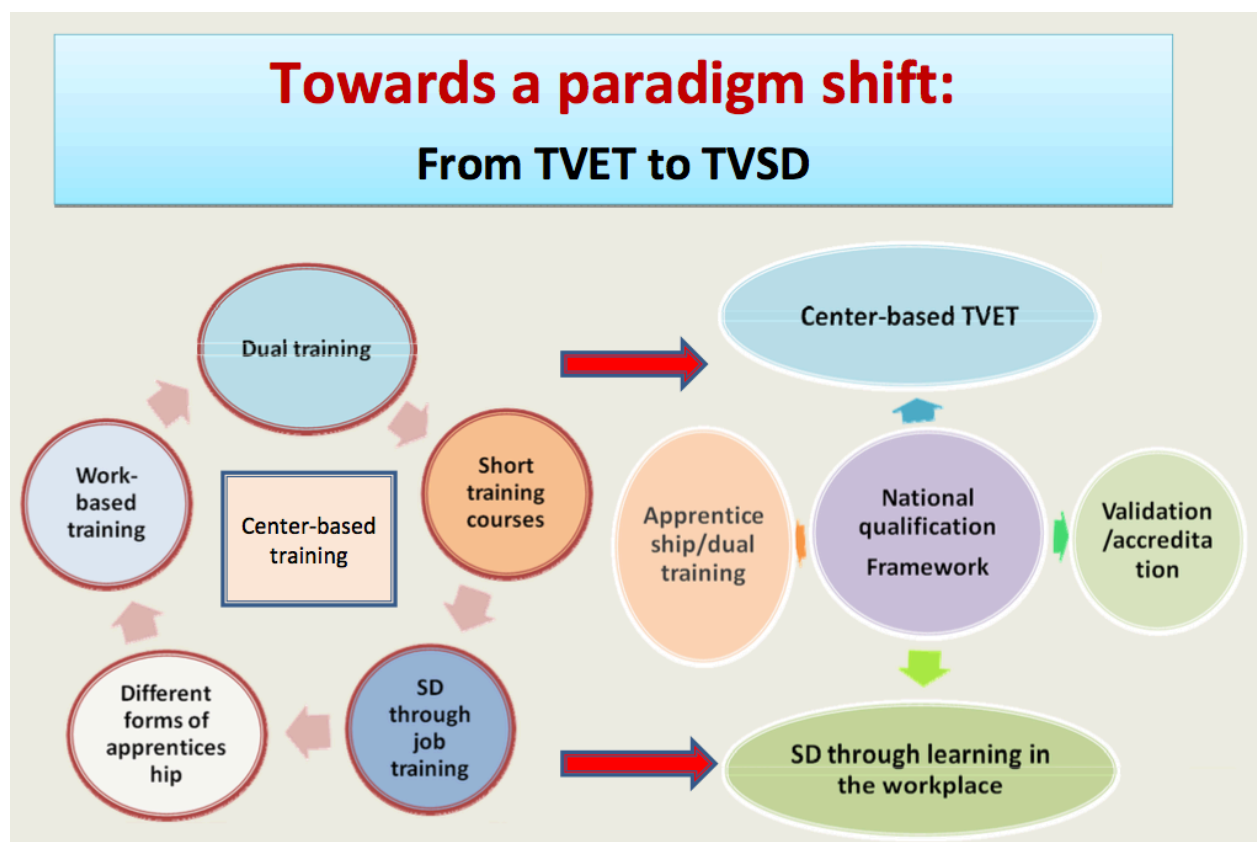 Towards a paradigm shift:
From TVET to TVSD
Dual training
Short
training
courses
SD
through
job
training
Different
forms of
apprentices
hip
Work-
based
training
Center-based
training
Center-based TVET
Apprentice
ship/dual
training
National
qualification
Framework
Validation
/accredita
tion
SD through learning in
the workplace